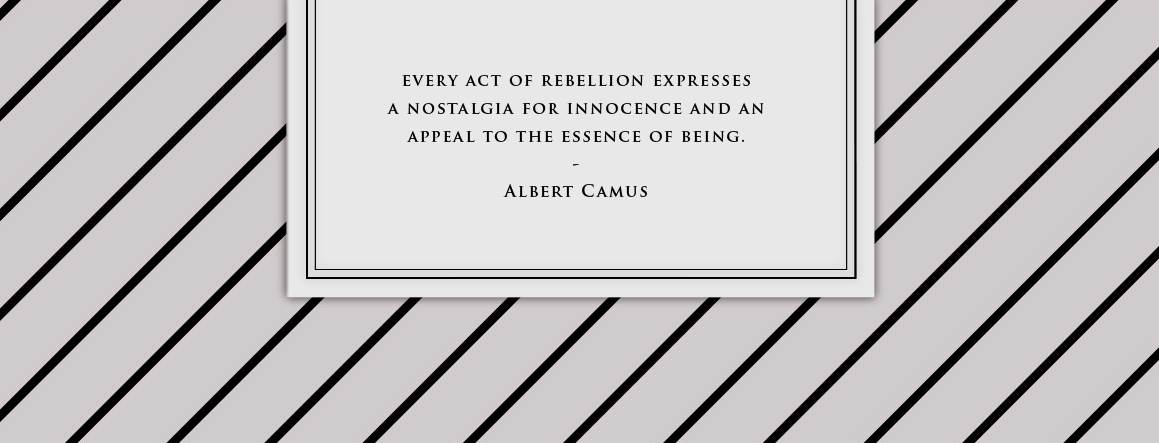 EVERY ACT OF REBELLION EXPRESSES
A NOSTALGIA FOR INNOCENCE AND AN
APPEAL TO THE ESSENCE OF BEING.
-
ALBERT CAMUS